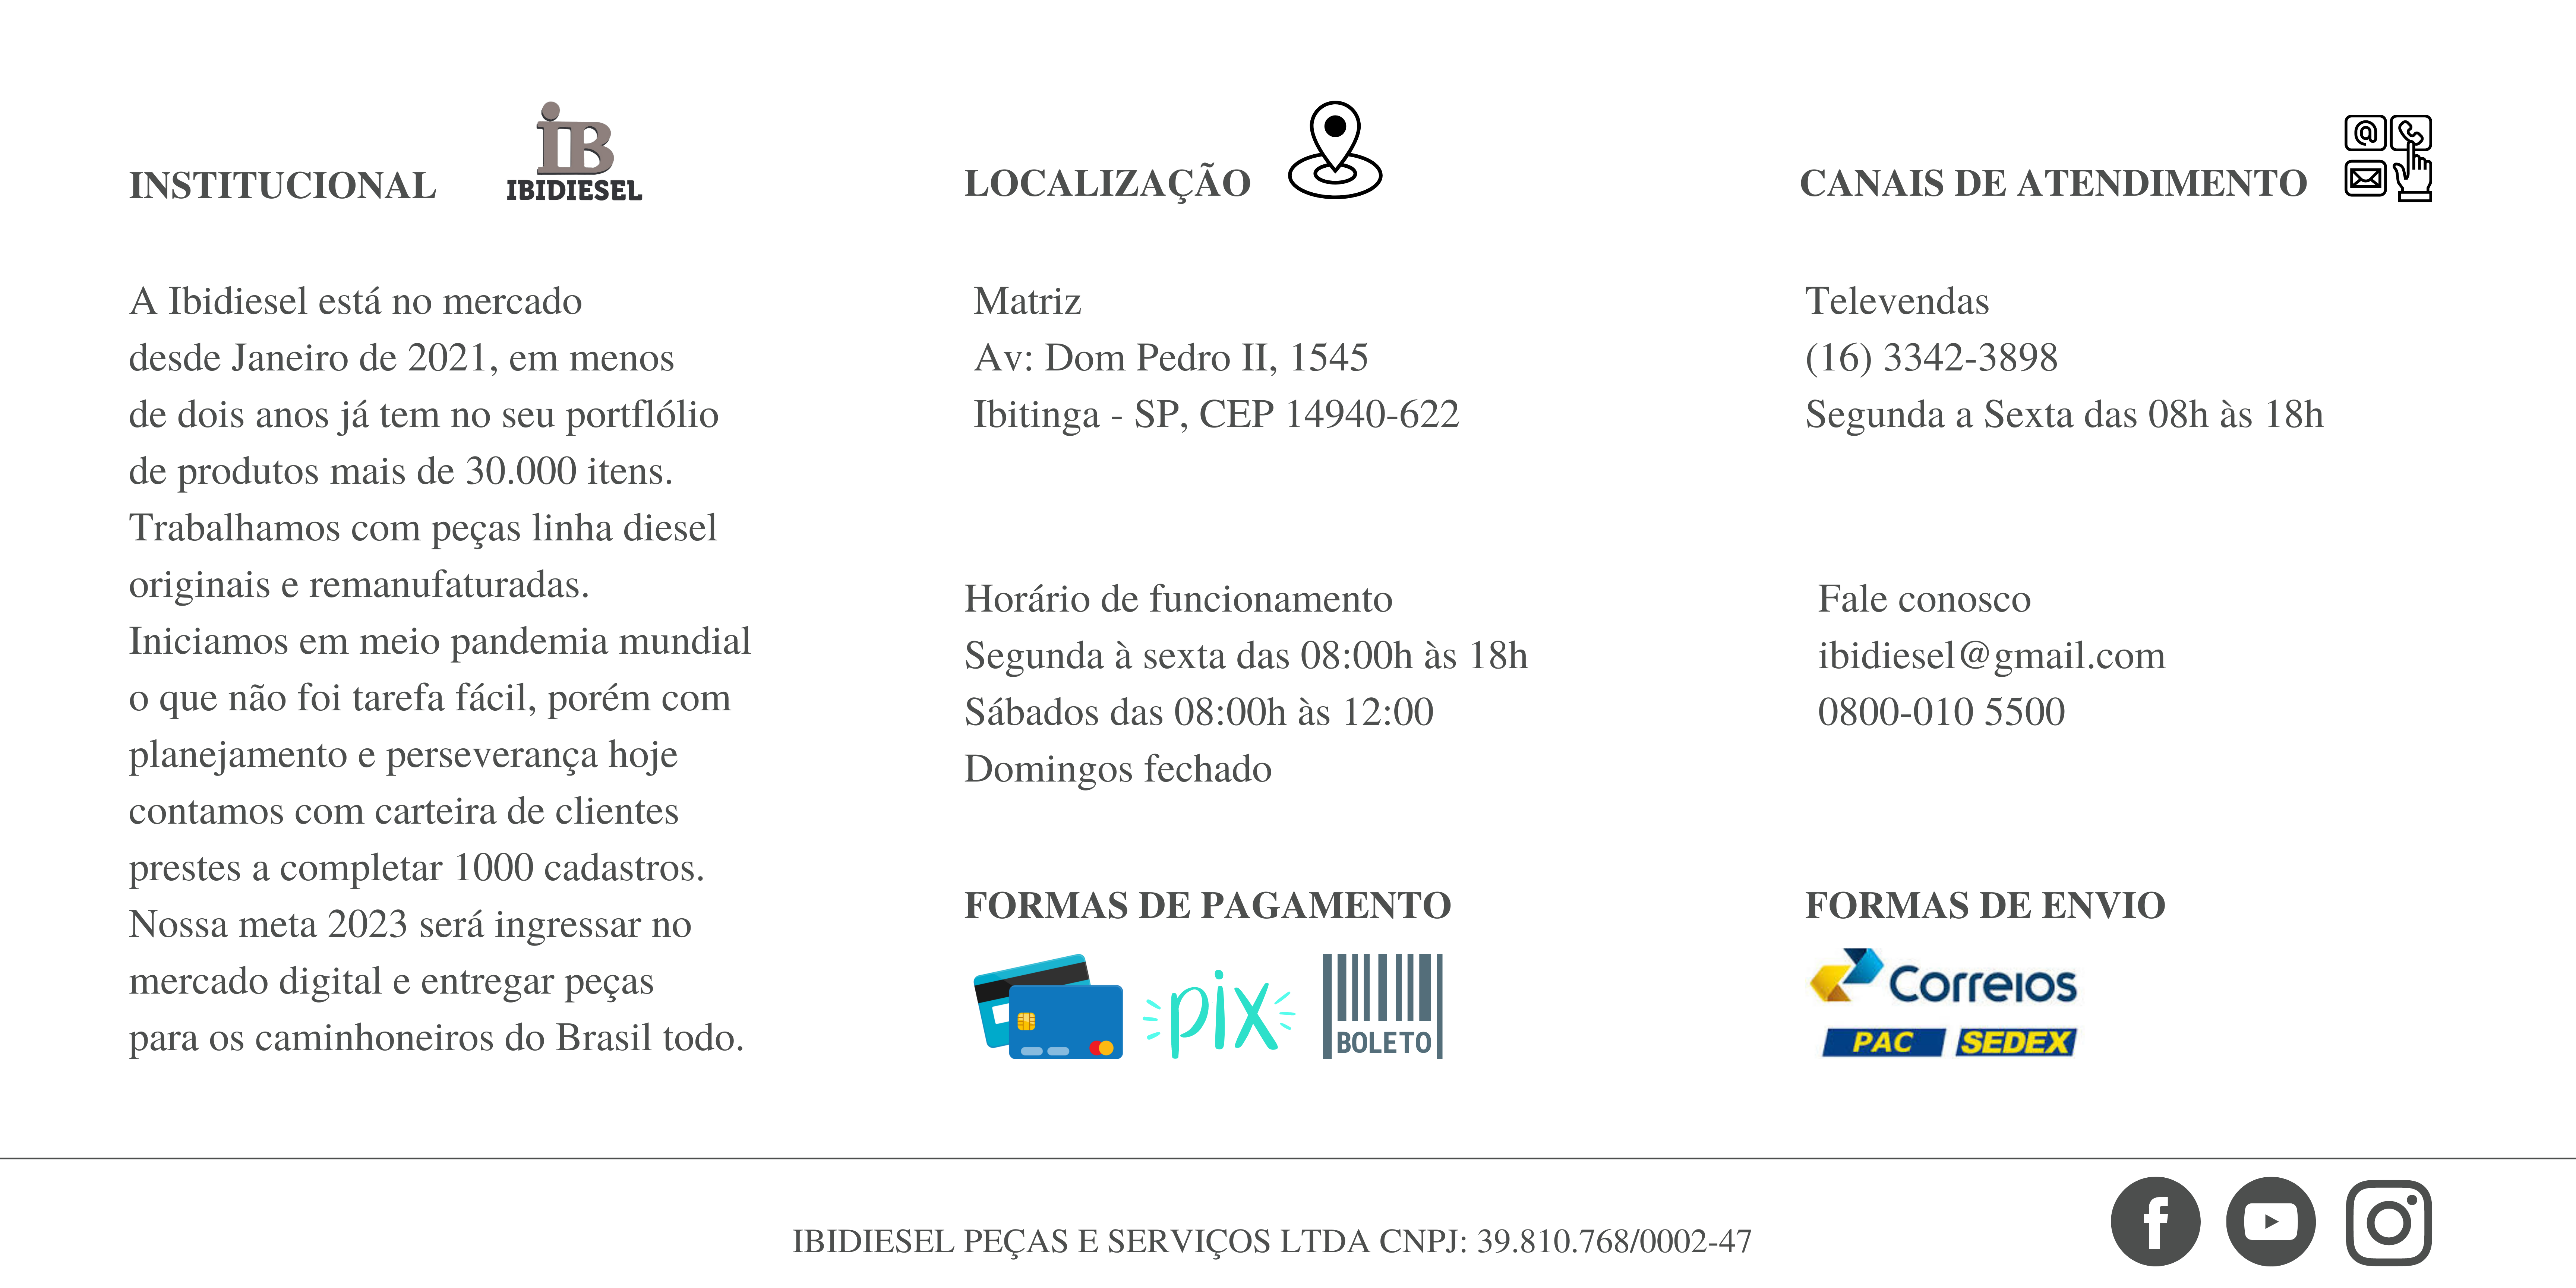 INSTITUCIONAL
iB
IBIDIESEL
A Ibidiesel está no mercado
desde Janeiro de 2021, em menos
de dois anos já tem no seu portflólio
de produtos mais de 30.000 itens.
Trabalhamos com peças linha diesel
originais e remanufaturadas.
Iniciamos em meio pandemia mundial
o que não foi tarefa fácil, porém com
planejamento e perseverança hoje
contamos com carteira de clientes
prestes a completar 1000 cadastros.
Nossa meta 2023 será ingressar no
mercado digital e entregar peças
para os caminhoneiros do Brasil todo.
LOCALIZAÇÃO
Matriz
Av: Dom Pedro II, 1545
Ibitinga - SP, CEP 14940-622
Horário de funcionamento
Segunda à sexta das 08:00h às 18h
Sábados das 08:00h às 12:00
Domingos fechado
FORMAS DE PAGAMENTO
pix
BOLETO
CANAIS DE ATENDIMENTO
@
Televendas
(16) 3342-3898
Segunda a Sexta das 08h às 18h
Fale conosco
ibidiesel@gmail.com
0800-010 5500
FORMAS DE ENVIO
Correios
PAC SEDEX
IBIDIESEL PEÇAS E SERVIÇOS LTDA CNPJ: 39.810.768/0002-47